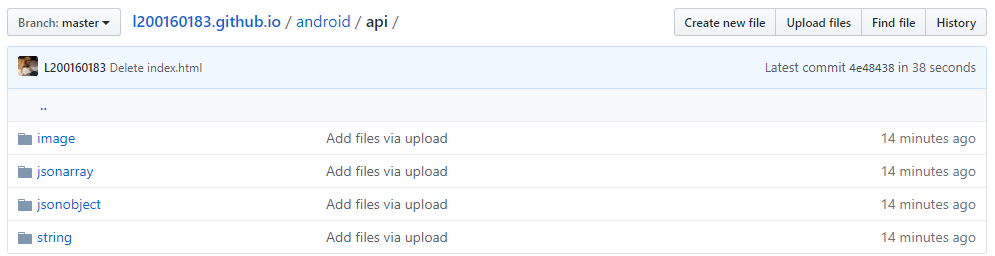 Branch: master l200160183.github.io / android / api / Create new file Upload files Find file History
L200160183 Delete index.html Latest commit 4e48438 in 38 seconds
..
image Add files via upload 14 minutes ago
jsonarray Add files via upload 14 minutes ago
jsonobject Add files via upload 14 minutes ago
string Add files via upload 14 minutes ago